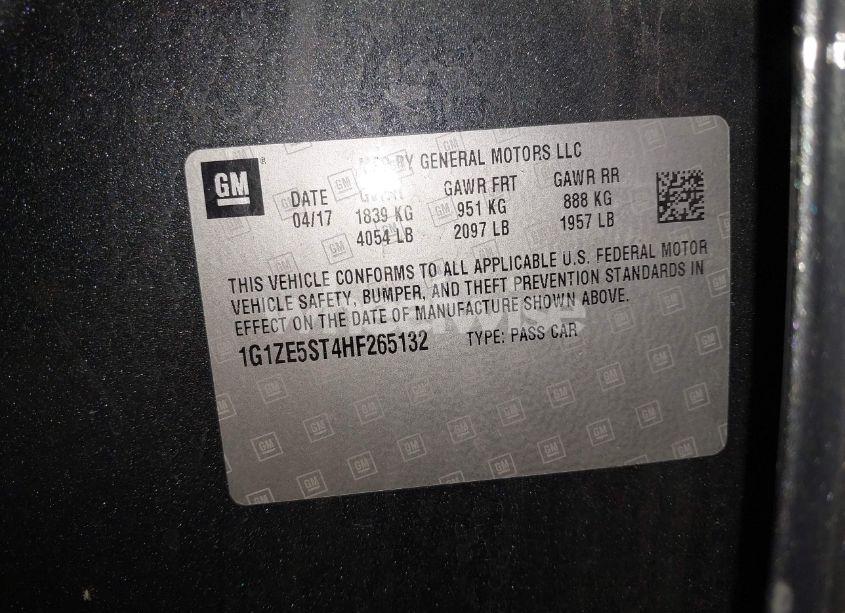 GM
MFD BY GENERAL MOTORS LLC
DATE GVWR GAWR FRT GAWR RR
04/17 1839 KG 951 KG 888 KG
4054 LB 2097 LB 1957 LB
THIS VEHICLE CONFORMS TO ALL APPLICABLE U.S. FEDERAL MOTOR
VEHICLE SAFETY, BUMPER, AND THEFT PREVENTION STANDARDS IN
EFFECT ON THE DATE OF MANUFACTURE SHOWN ABOVE.
1G1ZE5ST4HF265132 TYPE: PASS CAR